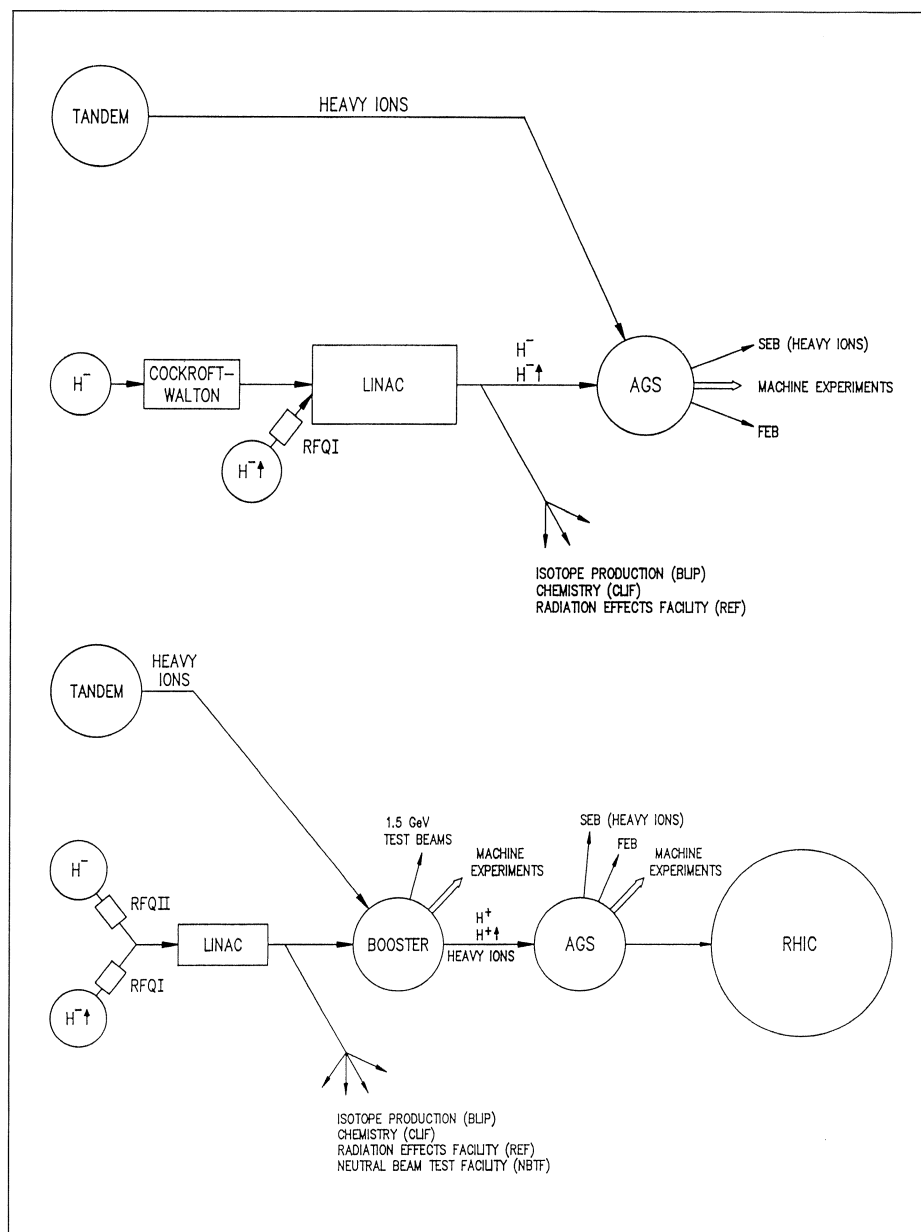 HEAVY IONS
TANDEM
H⁻
COCKROFT-
WALTON
LINAC
H⁻
H⁻↑
AGS
SEB (HEAVY IONS)
MACHINE EXPERIMENTS
FEB
RFQI
H⁻↑
ISOTOPE PRODUCTION (BLIP)
CHEMISTRY (CLIF)
RADIATION EFFECTS FACILITY (REF)
HEAVY
IONS
TANDEM
1.5 GeV
TEST BEAMS
MACHINE
EXPERIMENTS
SEB (HEAVY IONS)
FEB
MACHINE
EXPERIMENTS
H⁻
RFQII
LINAC
BOOSTER
H⁺
H⁺↑
HEAVY IONS
AGS
RHIC
RFQI
H⁻↑
ISOTOPE PRODUCTION (BLIP)
CHEMISTRY (CLIF)
RADIATION EFFECTS FACILITY (REF)
NEUTRAL BEAM TEST FACILITY (NBTF)